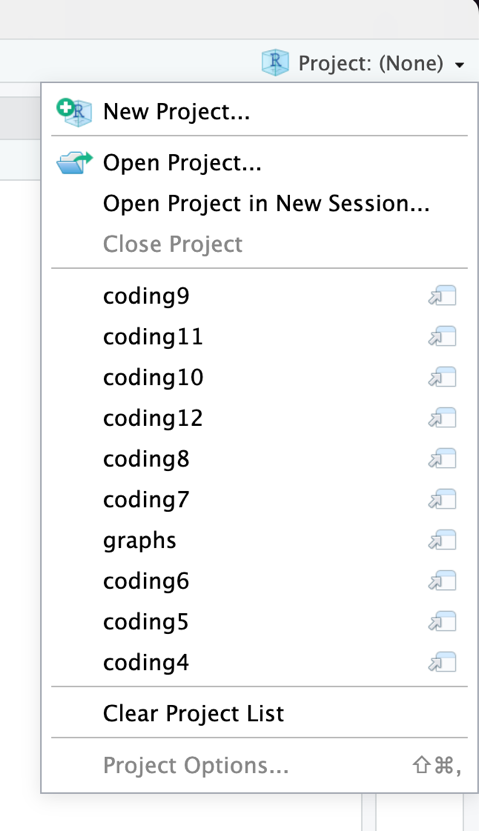 Project: (None)
New Project...
Open Project...
Open Project in New Session...
Close Project
coding9
coding11
coding10
coding12
coding8
coding7
graphs
coding6
coding5
coding4
Clear Project List
Project Options... ⇧⌘,